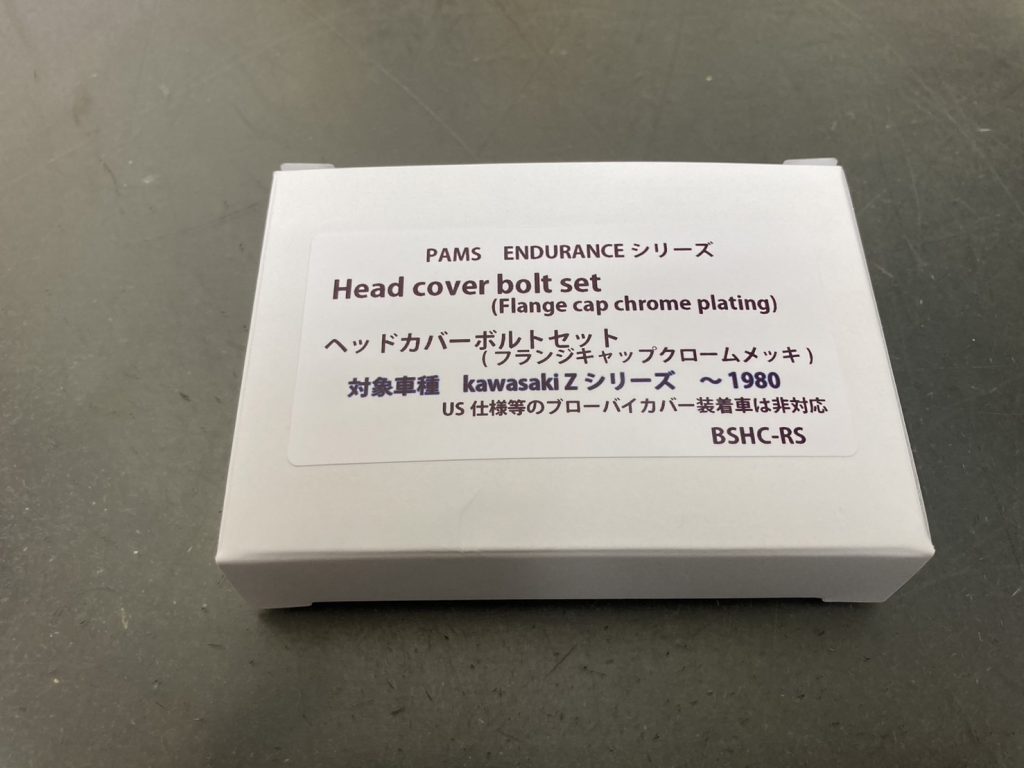 PAMS ENDURANCE シリーズ
Head cover bolt set
(Flange cap chrome plating)
ヘッドカバーボルトセット
(フランジキャップクロームメッキ)
対象車種 kawasaki Z シリーズ ～1980
US 仕様等のブローバイカバー装着車は非対応
BSHC-RS